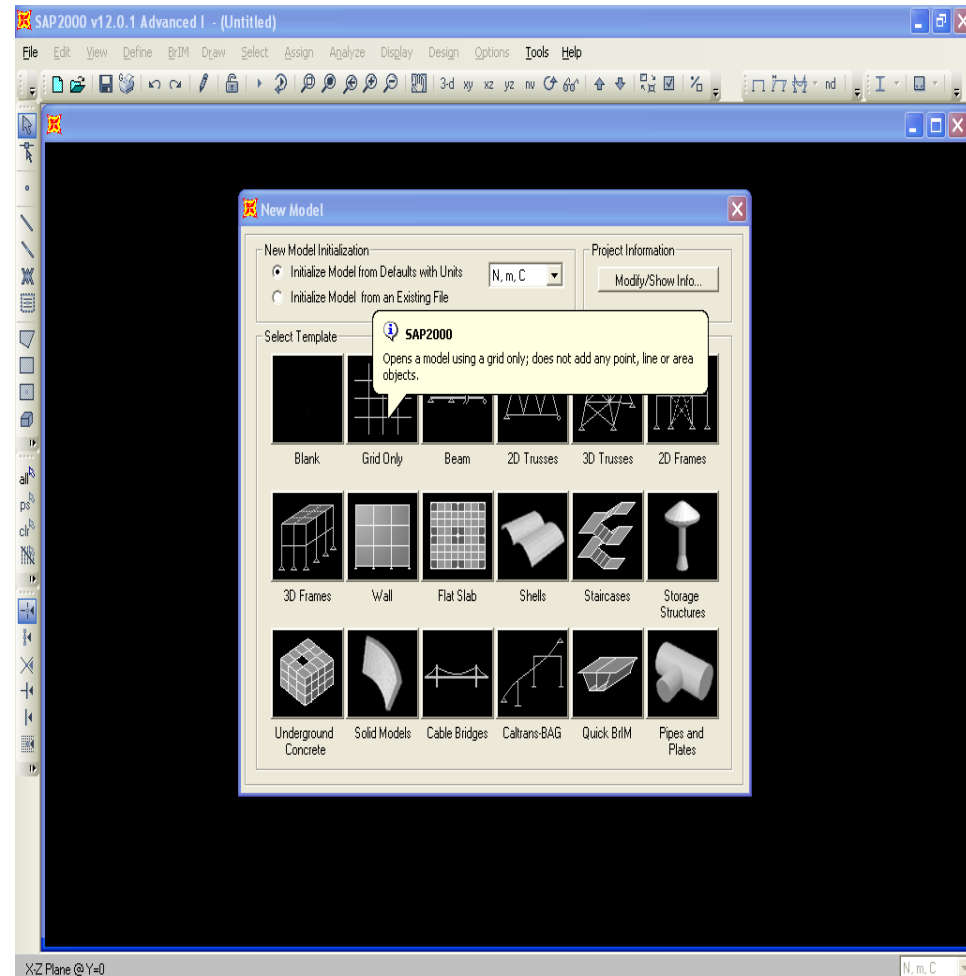 SAP2000 v12.0.1 Advanced I - (Untitled)
File Edit View Define BrIM Draw Select Assign Analyze Display Design Options Tools Help
3-d xy xz yz nv nd
all
ps
clr
New Model
New Model Initialization
Project Information
Initialize Model from Defaults with Units
N, m, C
Modify/Show Info...
Initialize Model from an Existing File
Select Template
SAP2000
Opens a model using a grid only; does not add any point, line or area
objects.
Blank Grid Only Beam 2D Trusses 3D Trusses 2D Frames
3D Frames Wall Flat Slab Shells Staircases Storage
Structures
Underground Solid Models Cable Bridges Caltrans-BAG Quick BrIM Pipes and
Concrete Plates
X-Z Plane @ Y=0
N, m, C